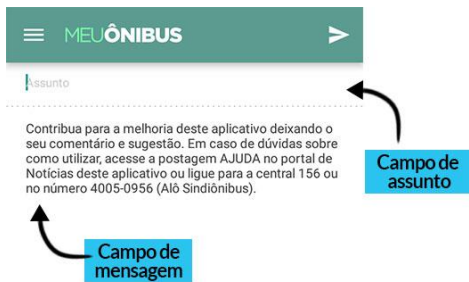 MEUÔNIBUS
Assunto
Contribua para a melhoria deste aplicativo deixando o
seu comentário e sugestão. Em caso de dúvidas sobre
como utilizar, acesse a postagem AJUDA no portal de
Notícias deste aplicativo ou ligue para a central 156 ou
no número 4005-0956 (Alô Sindiônibus).
Campo de
assunto
Campo de
mensagem